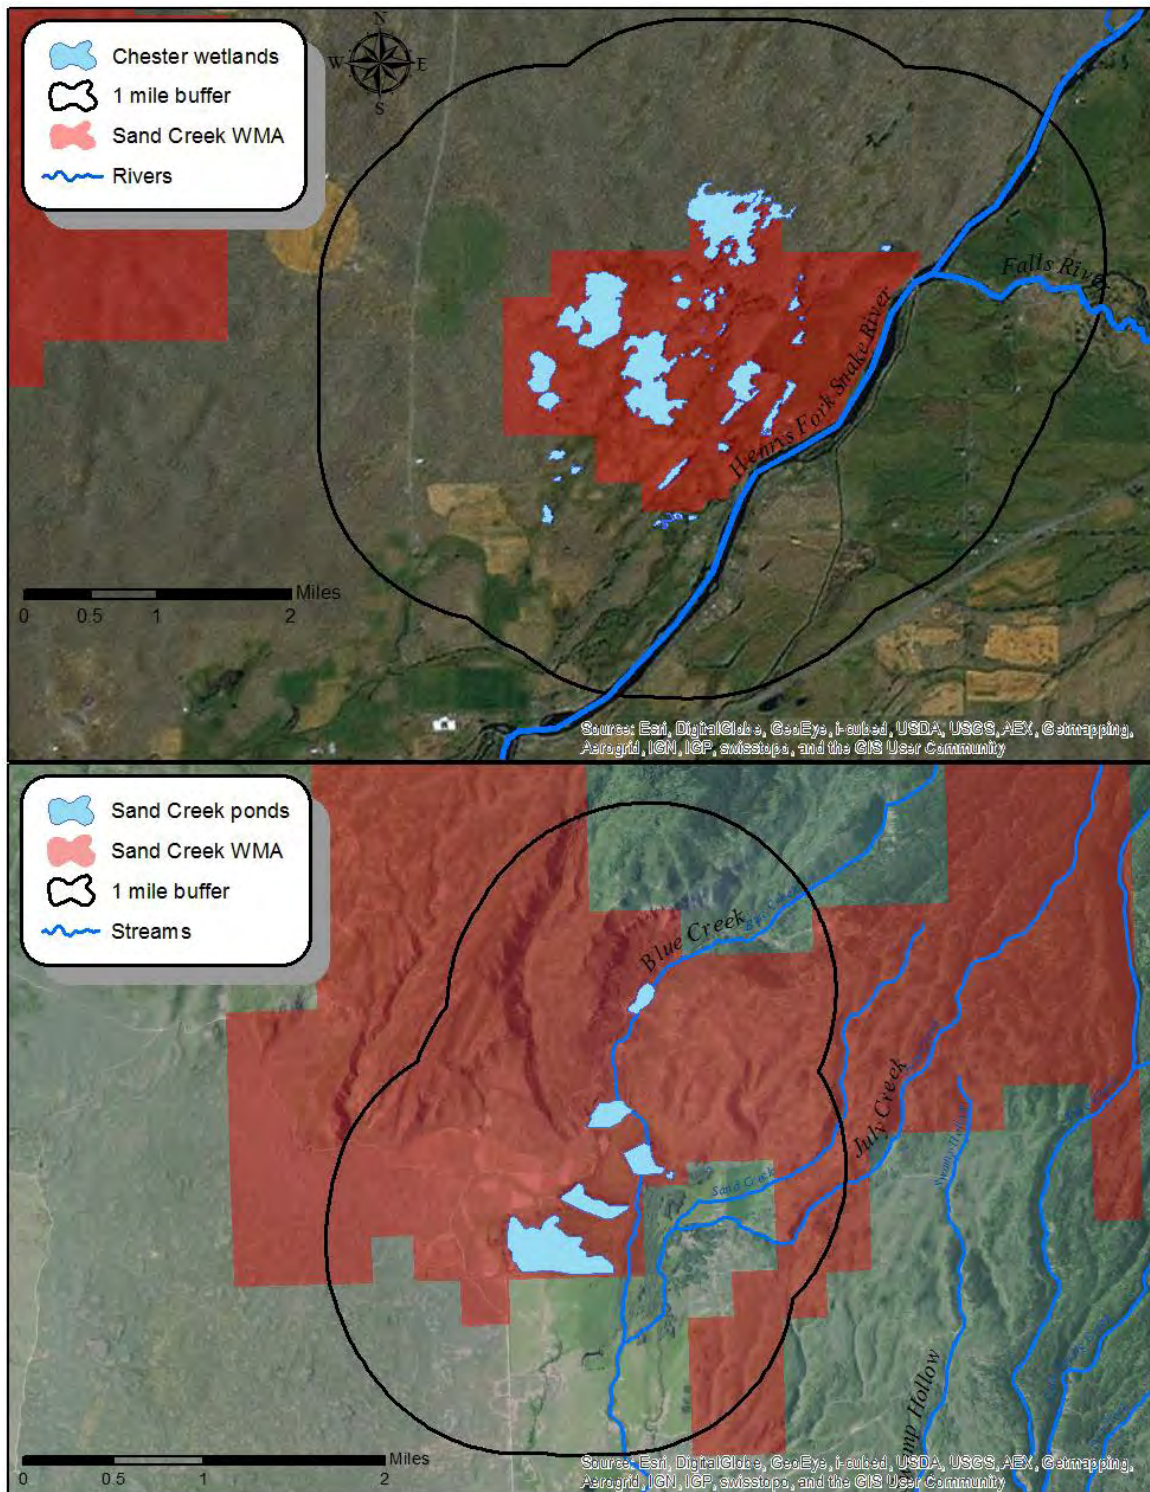 Chester wetlands
1 mile buffer
Sand Creek WMA
Rivers
N
W
E
S
Falls River
Henrys Fork Snake River
0
0.5
1
2
Miles
Source: Esri, DigitalGlobe, GeoEye, i-cubed, USDA, USGS, AEX, Getmapping,
Aerogrid, IGN, IGP, swisstopo, and the GIS User Community
Sand Creek ponds
Sand Creek WMA
1 mile buffer
Streams
Blue Creek
July Creek
Sand Creek
Swamp Hollow
0
0.5
1
2
Miles
Source: Esri, DigitalGlobe, GeoEye, i-cubed, USDA, USGS, AEX, Getmapping,
Aerogrid, IGN, IGP, swisstopo, and the GIS User Community